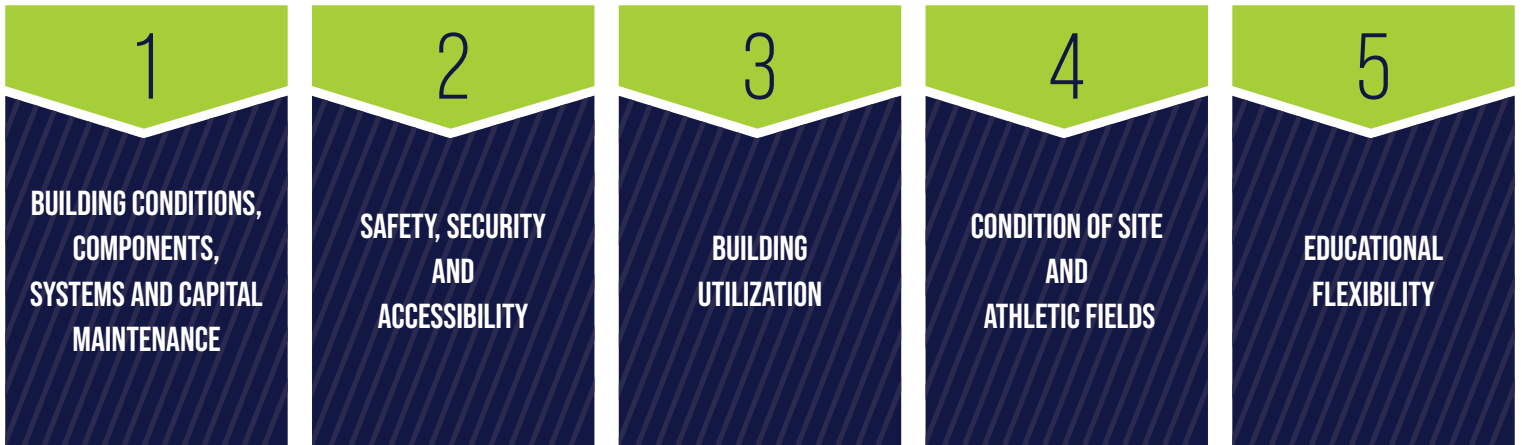 1
BUILDING CONDITIONS,
COMPONENTS,
SYSTEMS AND CAPITAL
MAINTENANCE
2
SAFETY, SECURITY
AND
ACCESSIBILITY
3
BUILDING
UTILIZATION
4
CONDITION OF SITE
AND
ATHLETIC FIELDS
5
EDUCATIONAL
FLEXIBILITY